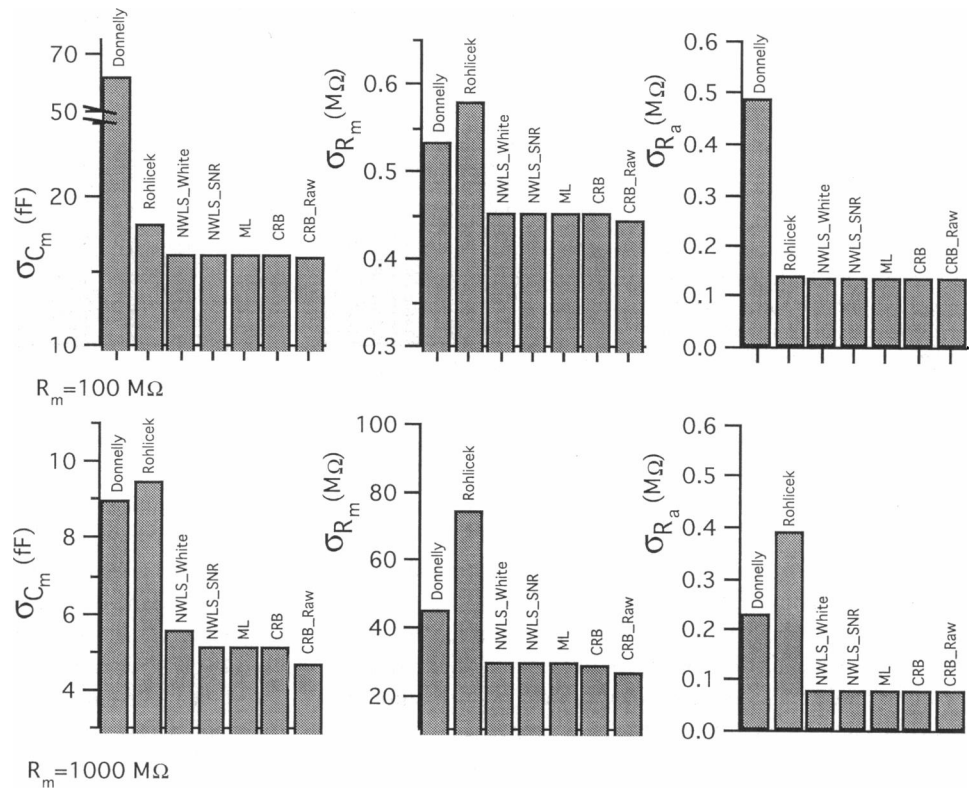 σCm (fF)
70
50
20
10
Donnelly
Rohlicek
NWLS_White
NWLS_SNR
ML
CRB
CRB_Raw
σRm (MΩ)
0.6
0.5
0.4
0.3
Donnelly
Rohlicek
NWLS_White
NWLS_SNR
ML
CRB
CRB_Raw
σRa (MΩ)
0.6
0.5
0.4
0.3
0.2
0.1
0.0
Donnelly
Rohlicek
NWLS_White
NWLS_SNR
ML
CRB
CRB_Raw
Rm=100 MΩ
σCm (fF)
10
8
6
4
Donnelly
Rohlicek
NWLS_White
NWLS_SNR
ML
CRB
CRB_Raw
σRm (MΩ)
100
80
60
40
20
Donnelly
Rohlicek
NWLS_White
NWLS_SNR
ML
CRB
CRB_Raw
σRa (MΩ)
0.6
0.5
0.4
0.3
0.2
0.1
0.0
Donnelly
Rohlicek
NWLS_White
NWLS_SNR
ML
CRB
CRB_Raw
Rm=1000 MΩ